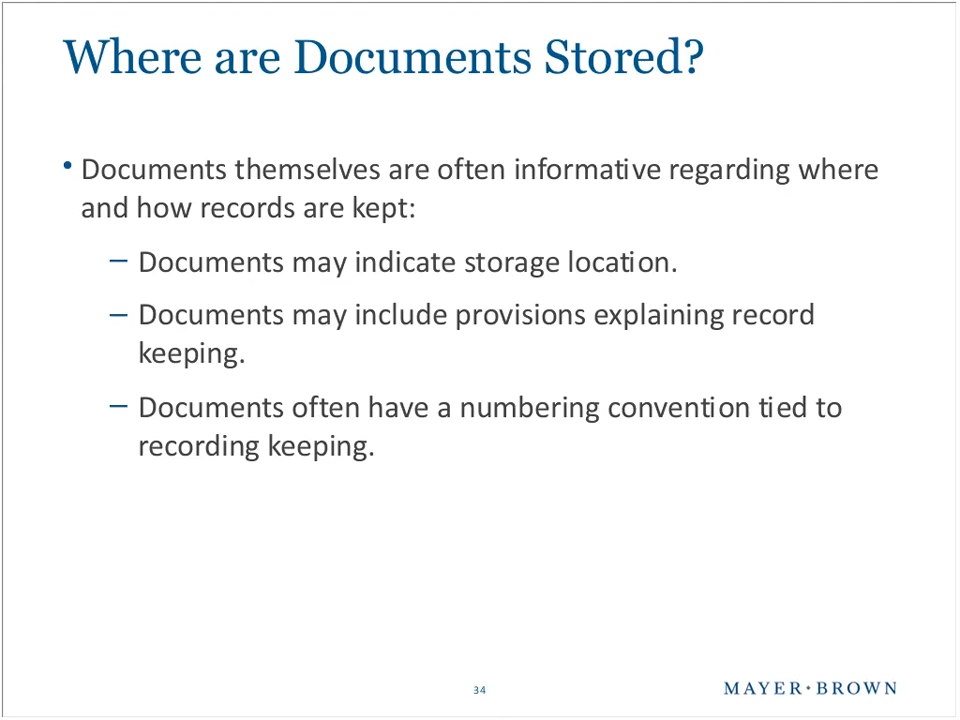 Where are Documents Stored?
• Documents themselves are often informative regarding where
and how records are kept:
– Documents may indicate storage location.
– Documents may include provisions explaining record
keeping.
– Documents often have a numbering convention tied to
recording keeping.
34
MAYER•BROWN